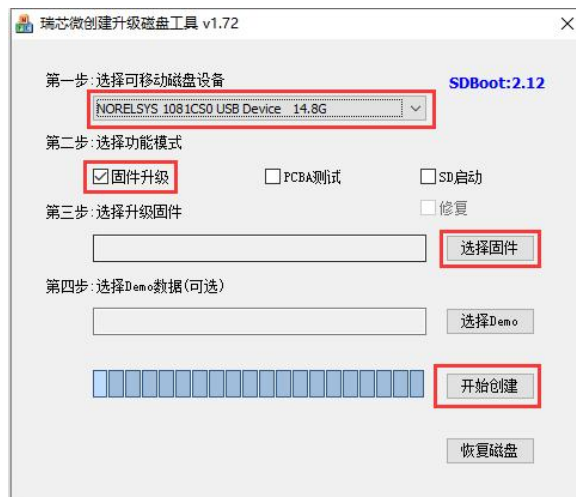 瑞芯微创建升级磁盘工具 v1.72
第一步:选择可移动磁盘设备
SDBoot:2.12
NORELSYS 1081CS0 USB Device 14.8G
第二步:选择功能模式
固件升级
PCBA测试
SD启动
第三步:选择升级固件
修复
选择固件
第四步:选择Demo数据(可选)
选择Demo
开始创建
恢复磁盘